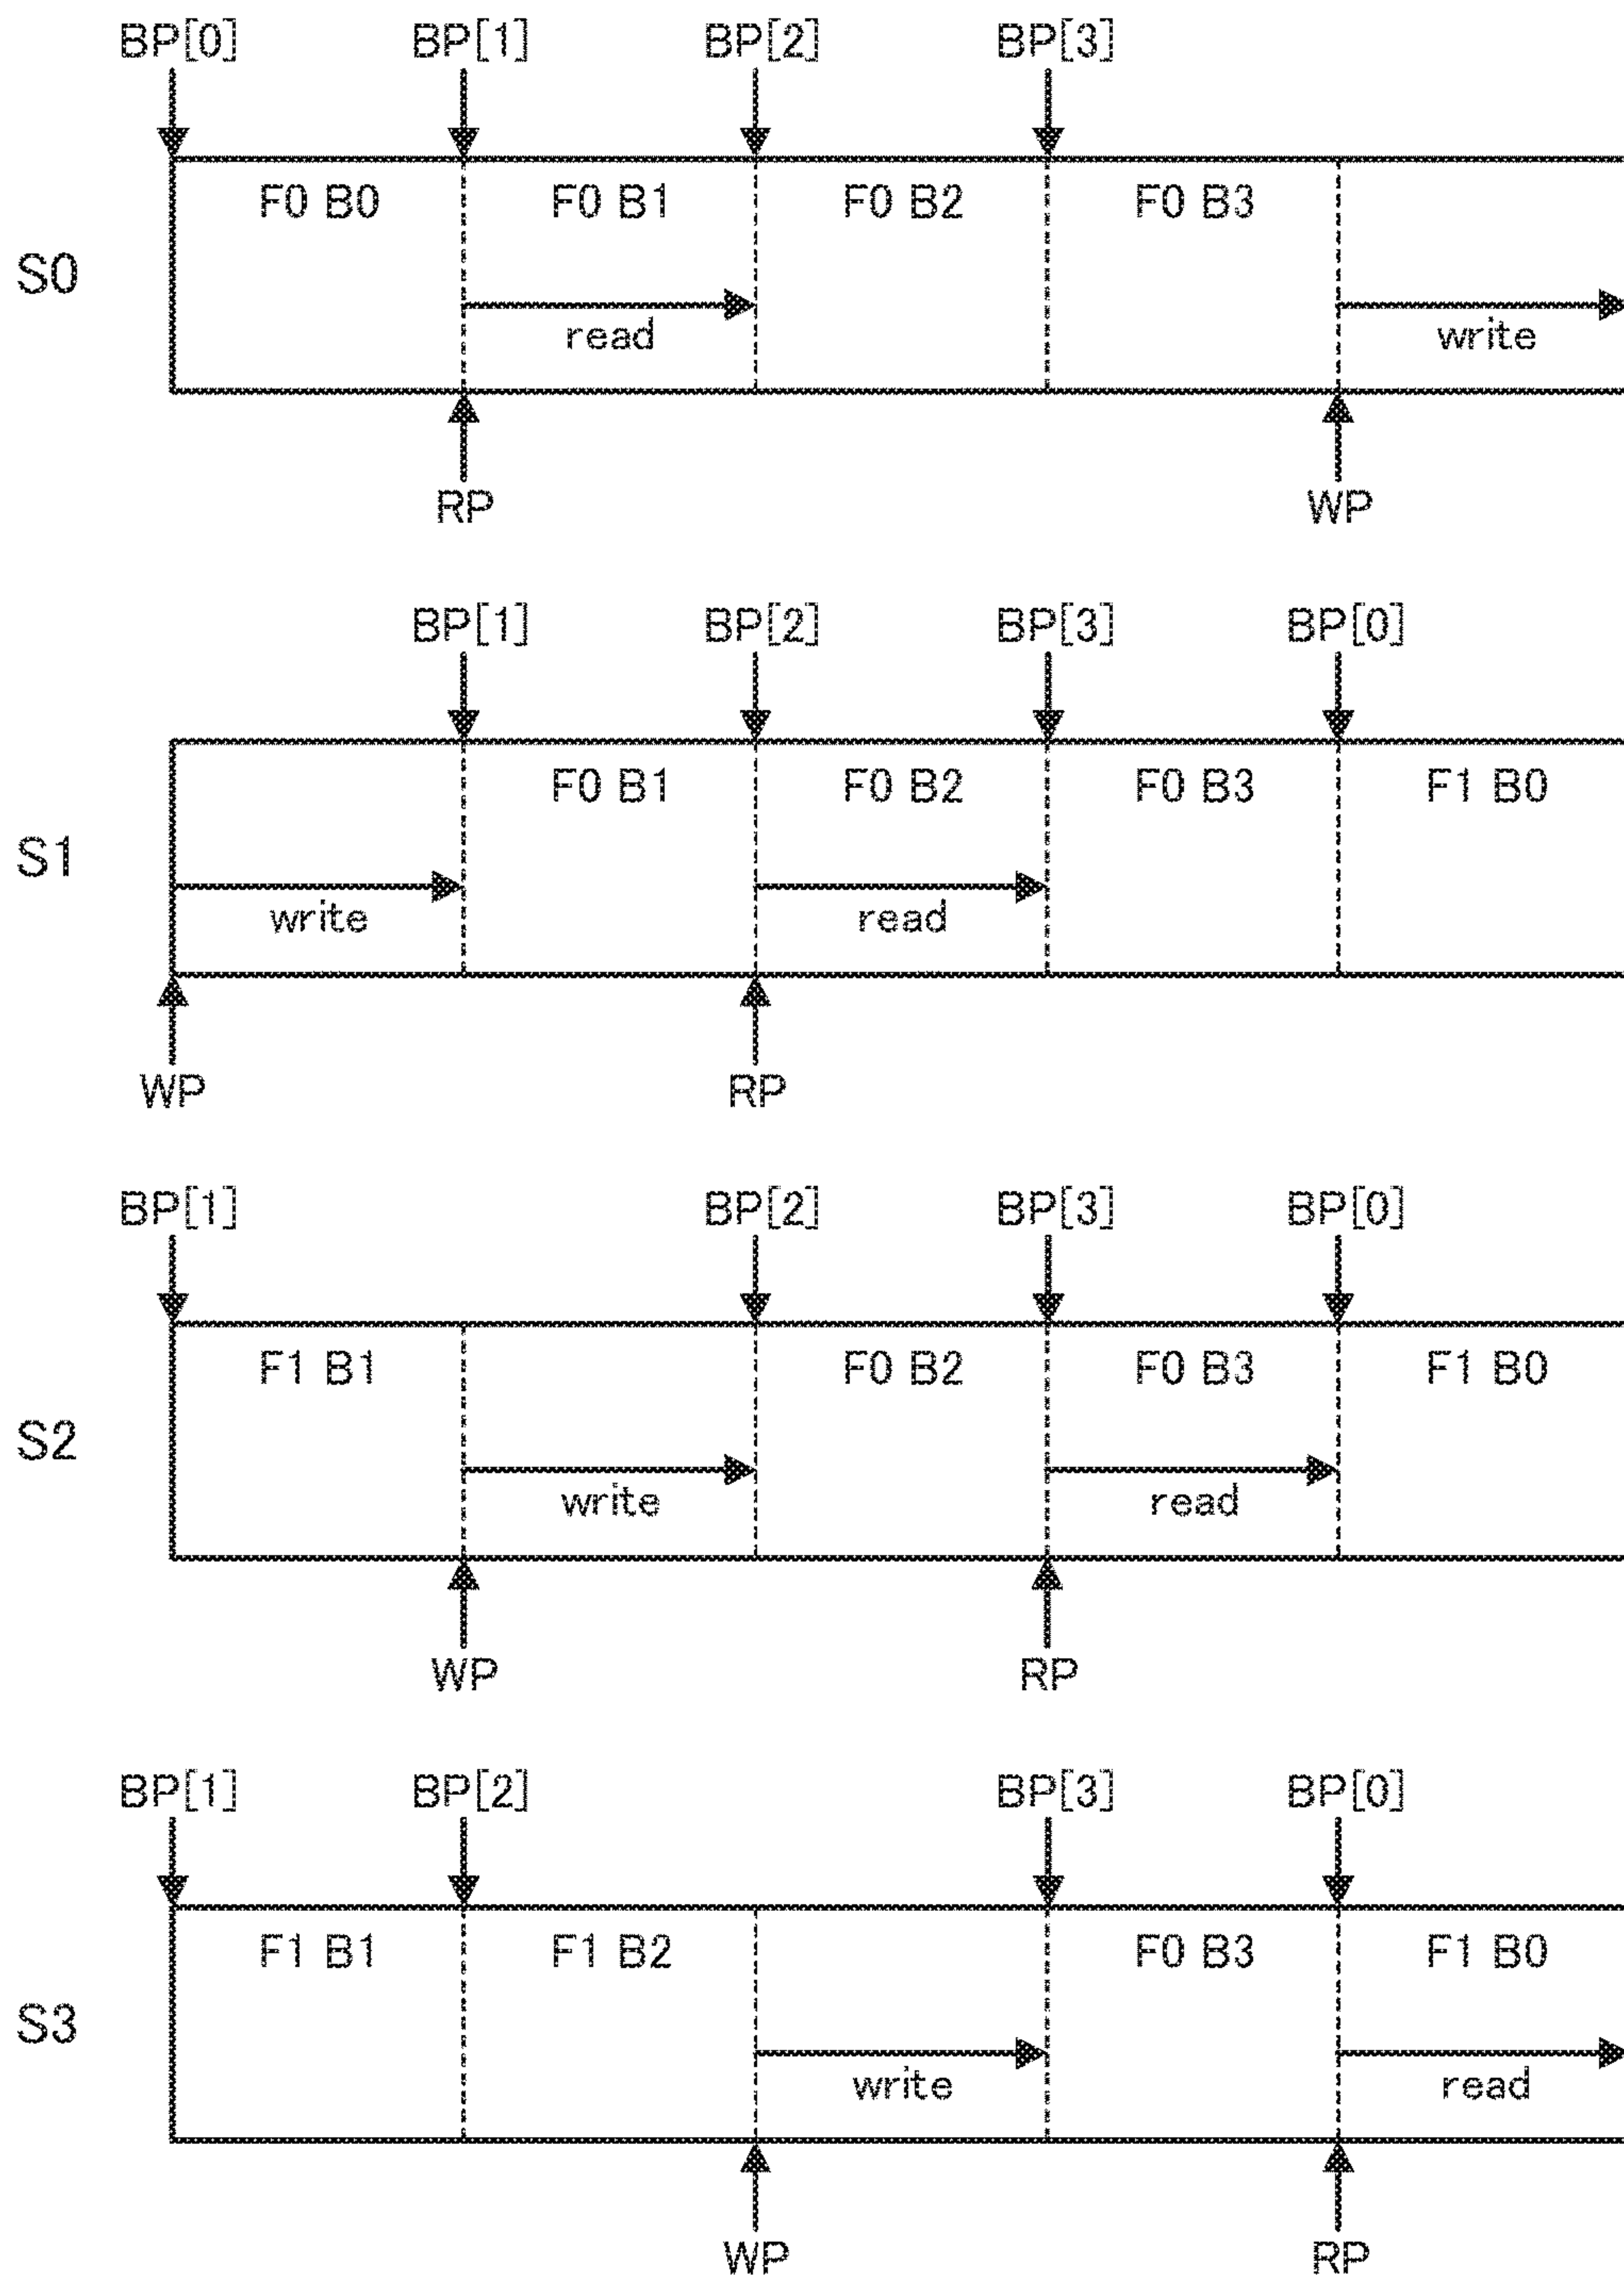 BP[0] BP[1] BP[2] BP[3]
F0 B0 F0 B1 F0 B2 F0 B3
S0
read write
RP WP
BP[1] BP[2] BP[3] BP[0]
F0 B1 F0 B2 F0 B3 F1 B0
S1
write read
WP RP
BP[1] BP[2] BP[3] BP[0]
F1 B1 F0 B2 F0 B3 F1 B0
S2
write read
WP RP
BP[1] BP[2] BP[3] BP[0]
F1 B1 F1 B2 F0 B3 F1 B0
S3
write read
WP RP